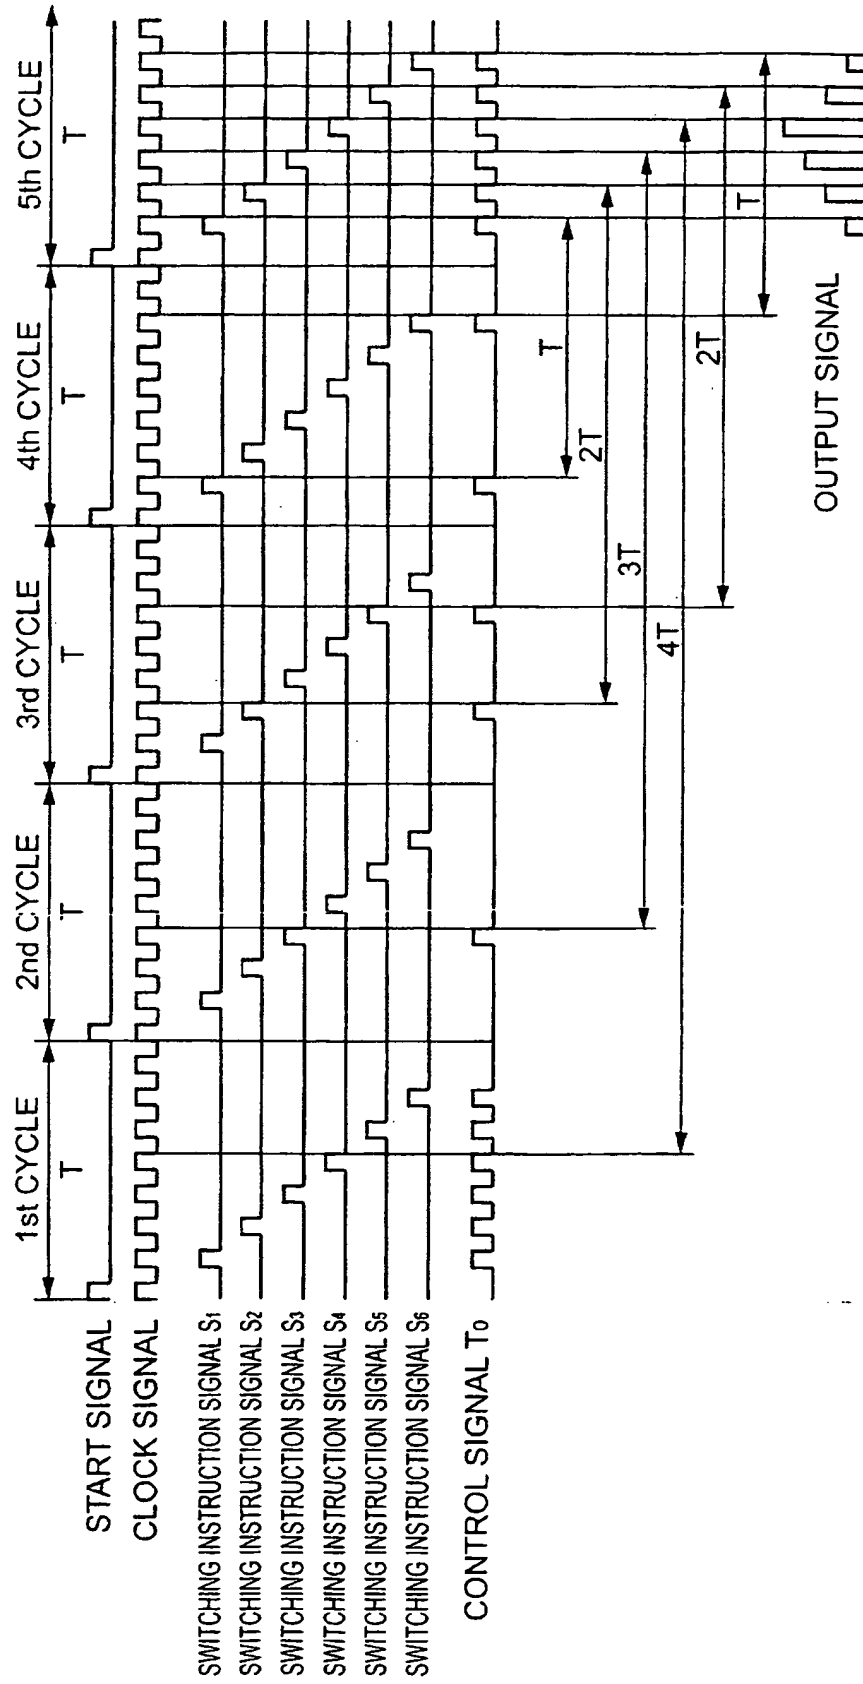 1st CYCLE
2nd CYCLE
3rd CYCLE
4th CYCLE
5th CYCLE
T
T
T
T
T
START SIGNAL
CLOCK SIGNAL
SWITCHING INSTRUCTION SIGNAL S1
SWITCHING INSTRUCTION SIGNAL S2
SWITCHING INSTRUCTION SIGNAL S3
SWITCHING INSTRUCTION SIGNAL S4
SWITCHING INSTRUCTION SIGNAL S5
SWITCHING INSTRUCTION SIGNAL S6
CONTROL SIGNAL T0
T
2T
3T
4T
2T
T
OUTPUT SIGNAL